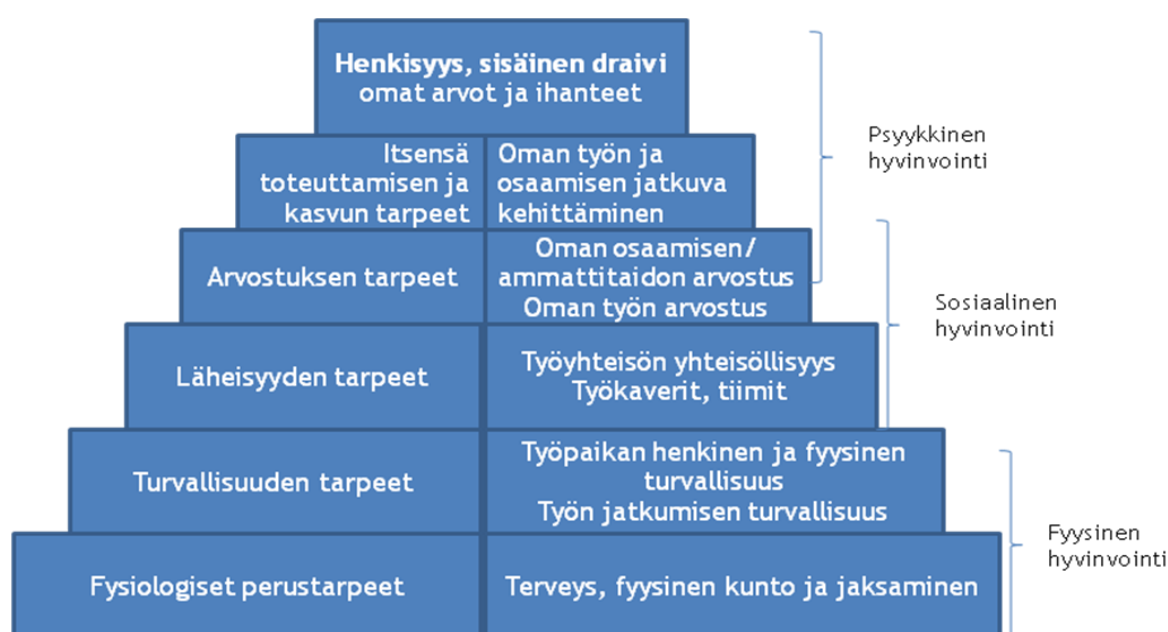 Henkisyys, sisäinen draivi
omat arvot ja ihanteet
Itsensä
toteuttamisen ja
kasvun tarpeet
Oman työn ja
osaamisen jatkuva
kehittäminen
Psyykkinen
hyvinvointi
Arvostuksen tarpeet
Oman osaamisen/
ammattitaidon arvostus
Oman työn arvostus
Sosiaalinen
hyvinvointi
Läheisyyden tarpeet
Työyhteisön yhteisöllisyys
Työkaverit, tiimit
Turvallisuuden tarpeet
Työpaikan henkinen ja fyysinen
turvallisuus
Työn jatkumisen turvallisuus
Fyysinen
hyvinvointi
Fysiologiset perustarpeet
Terveys, fyysinen kunto ja jaksaminen